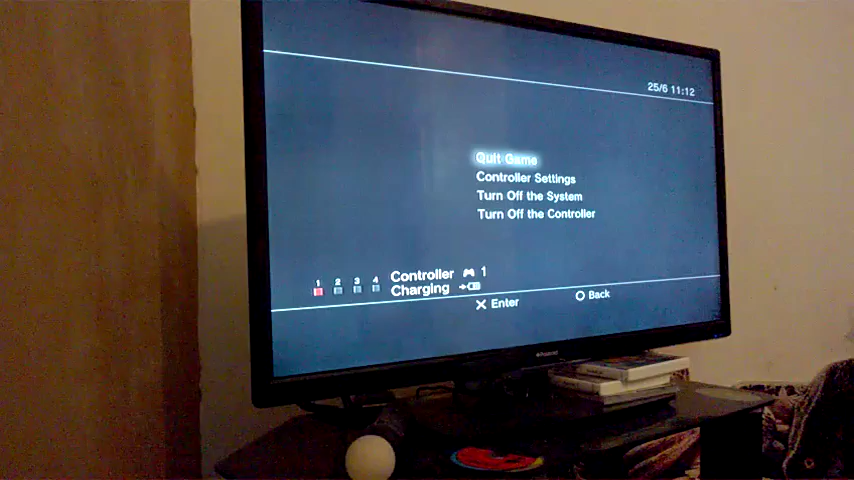 25/6 11:12
Quit Game
Controller Settings
Turn Off the System
Turn Off the Controller
1 2 3 4
Controller 1
Charging
Enter
Back
Polaroid